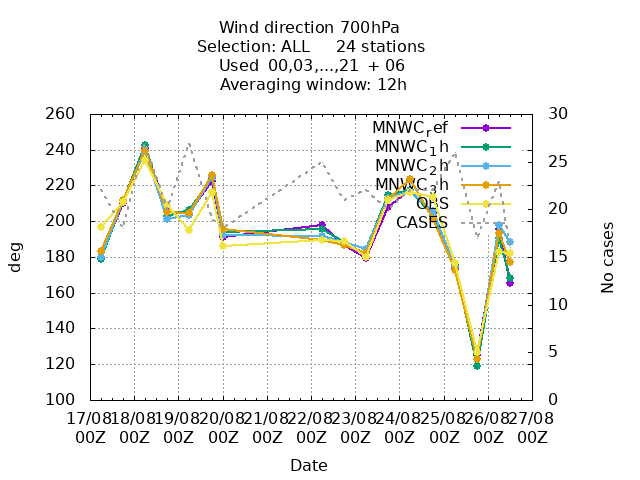 Wind direction 700hPa
Selection: ALL 24 stations
Used 00,03,...,21 + 06
Averaging window: 12h
260
240
220
200
180
160
140
120
100
30
25
20
15
10
5
0
deg
No cases
MNWC_ref
MNWC_1h
MNWC_2h
MNWC_3h
OBS
CASES
17/08 18/08 19/08 20/08 21/08 22/08 23/08 24/08 25/08 26/08 27/08
00Z 00Z 00Z 00Z 00Z 00Z 00Z 00Z 00Z 00Z 00Z
Date